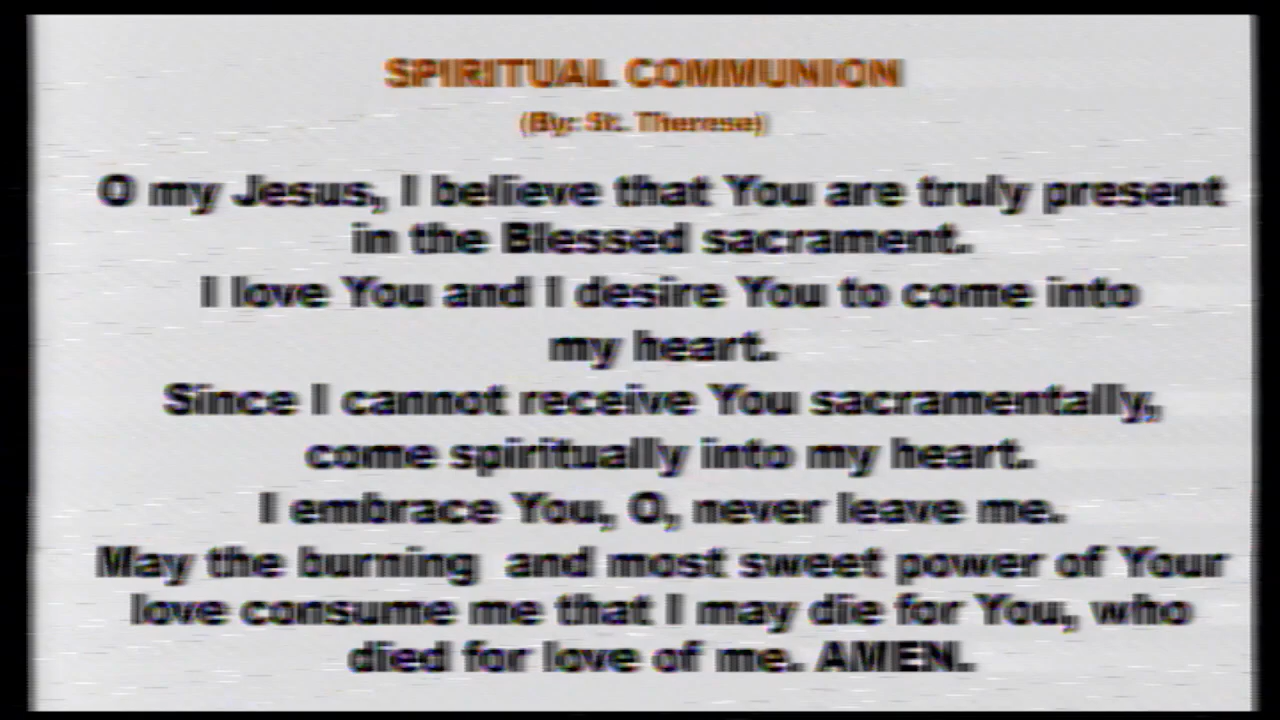 SPIRITUAL COMMUNION
(By: St. Therese)
O my Jesus, I believe that You are truly present
in the Blessed sacrament.
I love You and I desire You to come into
my heart.
Since I cannot receive You sacramentally,
come spiritually into my heart.
I embrace You, O, never leave me.
May the burning and most sweet power of Your
love consume me that I may die for You, who
died for love of me. AMEN.